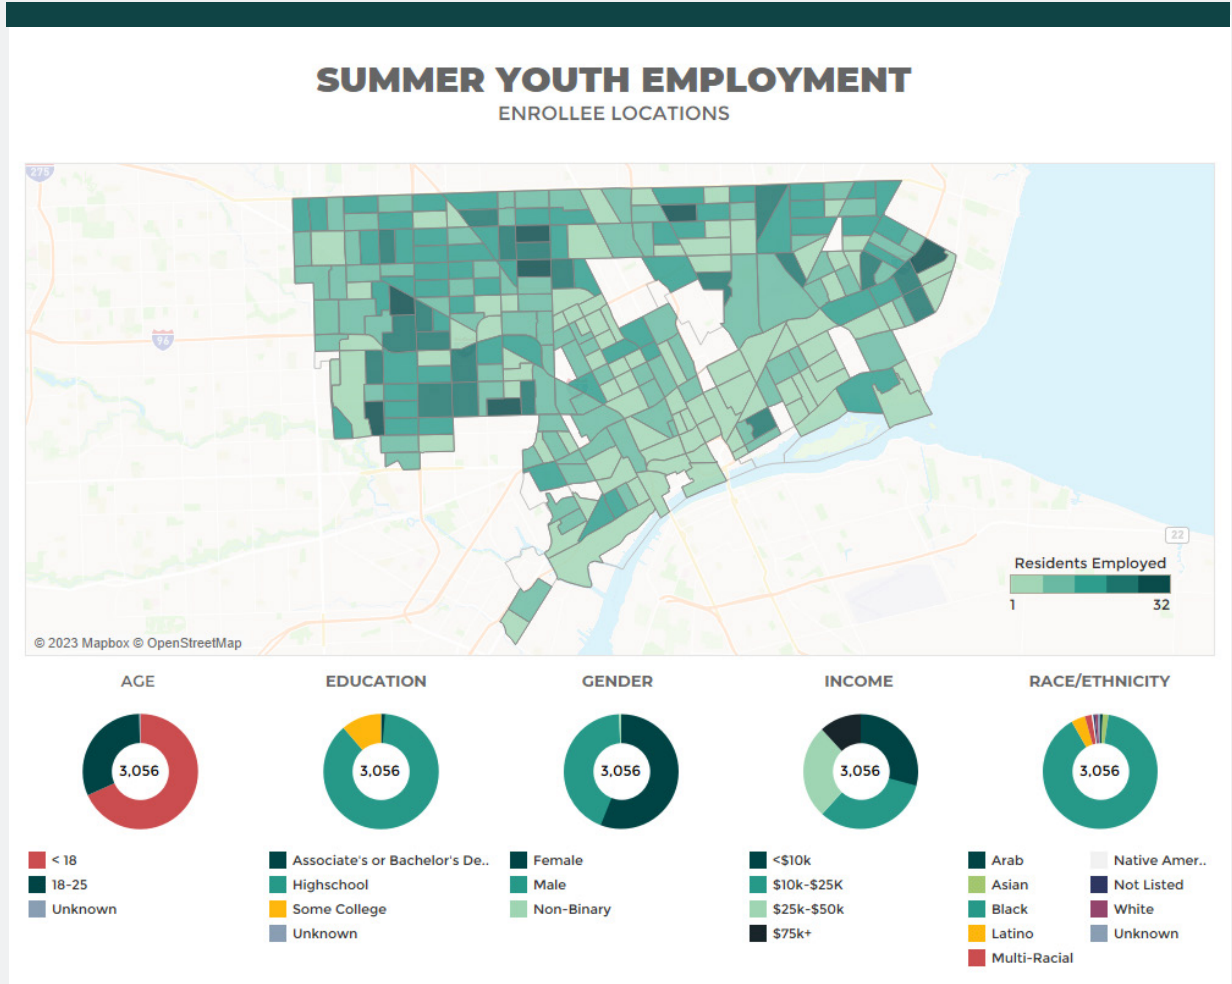 SUMMER YOUTH EMPLOYMENT
ENROLLEE LOCATIONS
275
96
22
Residents Employed
1 32
© 2023 Mapbox © OpenStreetMap
AGE EDUCATION GENDER INCOME RACE/ETHNICITY
3,056 3,056 3,056 3,056 3,056
< 18 Associate's or Bachelor's De.. Female <$10k Arab Native Amer..
18-25 Highschool Male $10k-$25K Asian Not Listed
Unknown Some College Non-Binary $25k-$50k Black White
Unknown $75k+ Latino Unknown
Multi-Racial